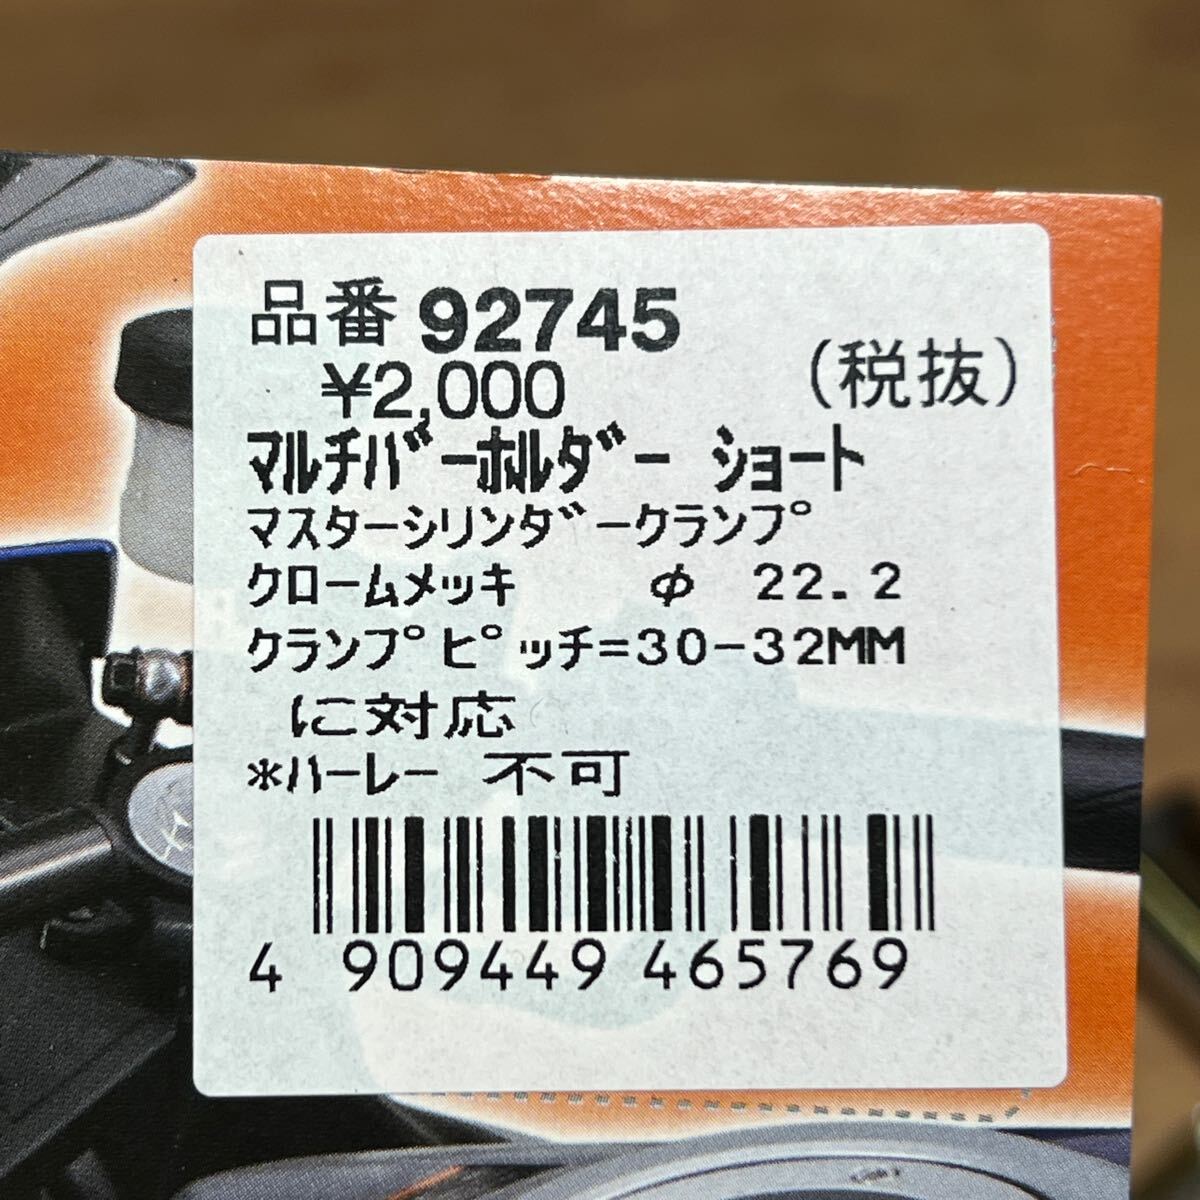 品番 92745
¥2,000 (税抜)
マルチバーホルダー ショート
マスターシリンダークランプ
クロームメッキ φ 22.2
クランプピッチ=30-32MM
に対応
*ハーレー 不可
4 909449 465769